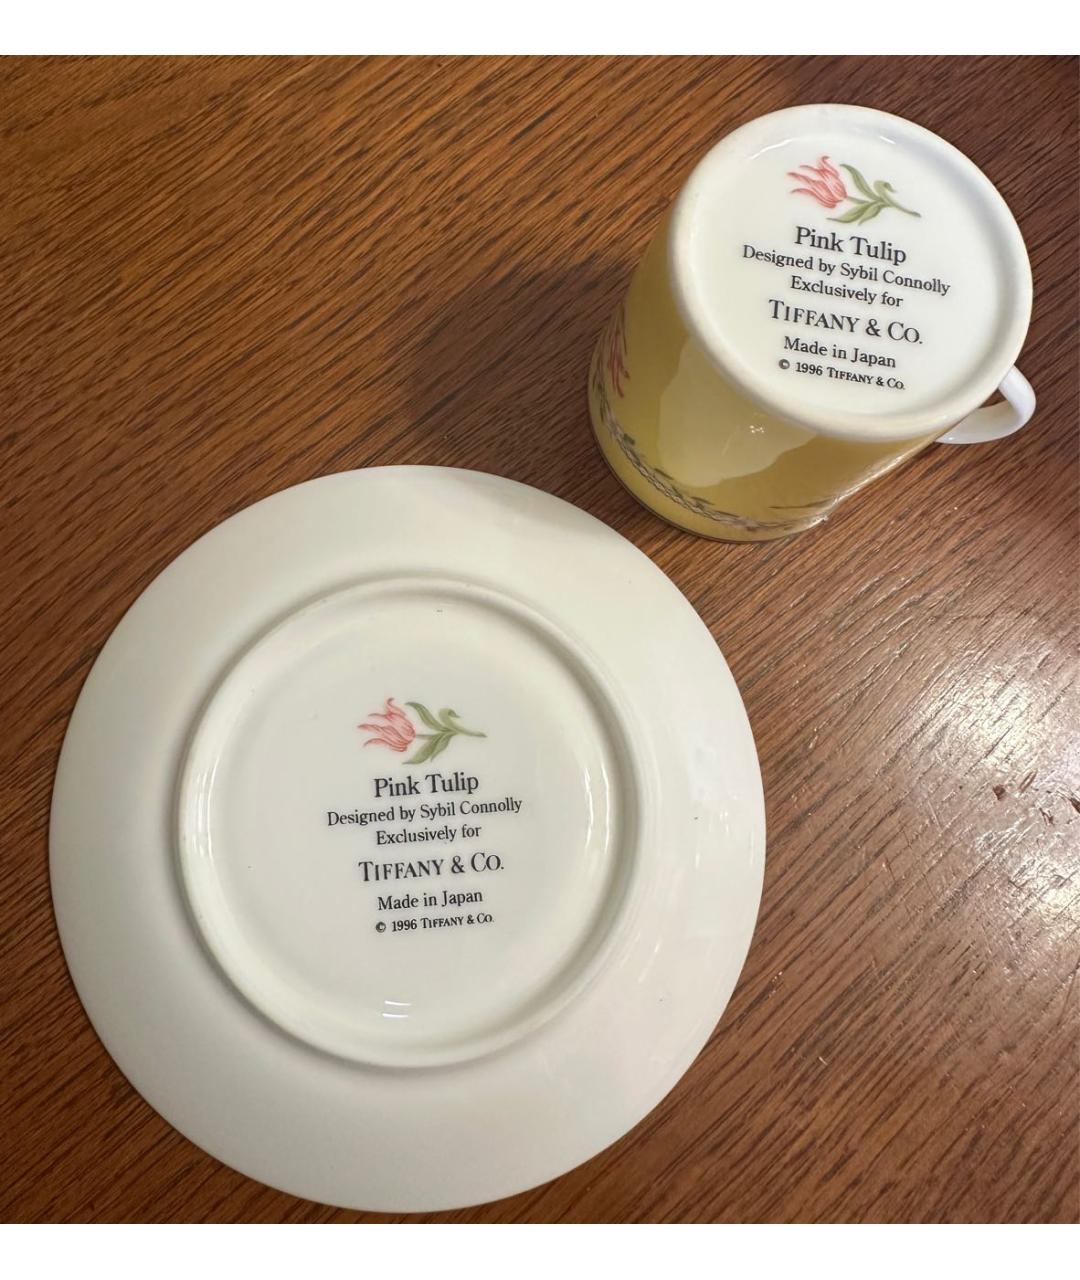 Pink Tulip
Designed by Sybil Connolly
Exclusively for
TIFFANY & CO.
Made in Japan
© 1996 TIFFANY & CO.
Pink Tulip
Designed by Sybil Connolly
Exclusively for
TIFFANY & CO.
Made in Japan
© 1996 TIFFANY & CO.